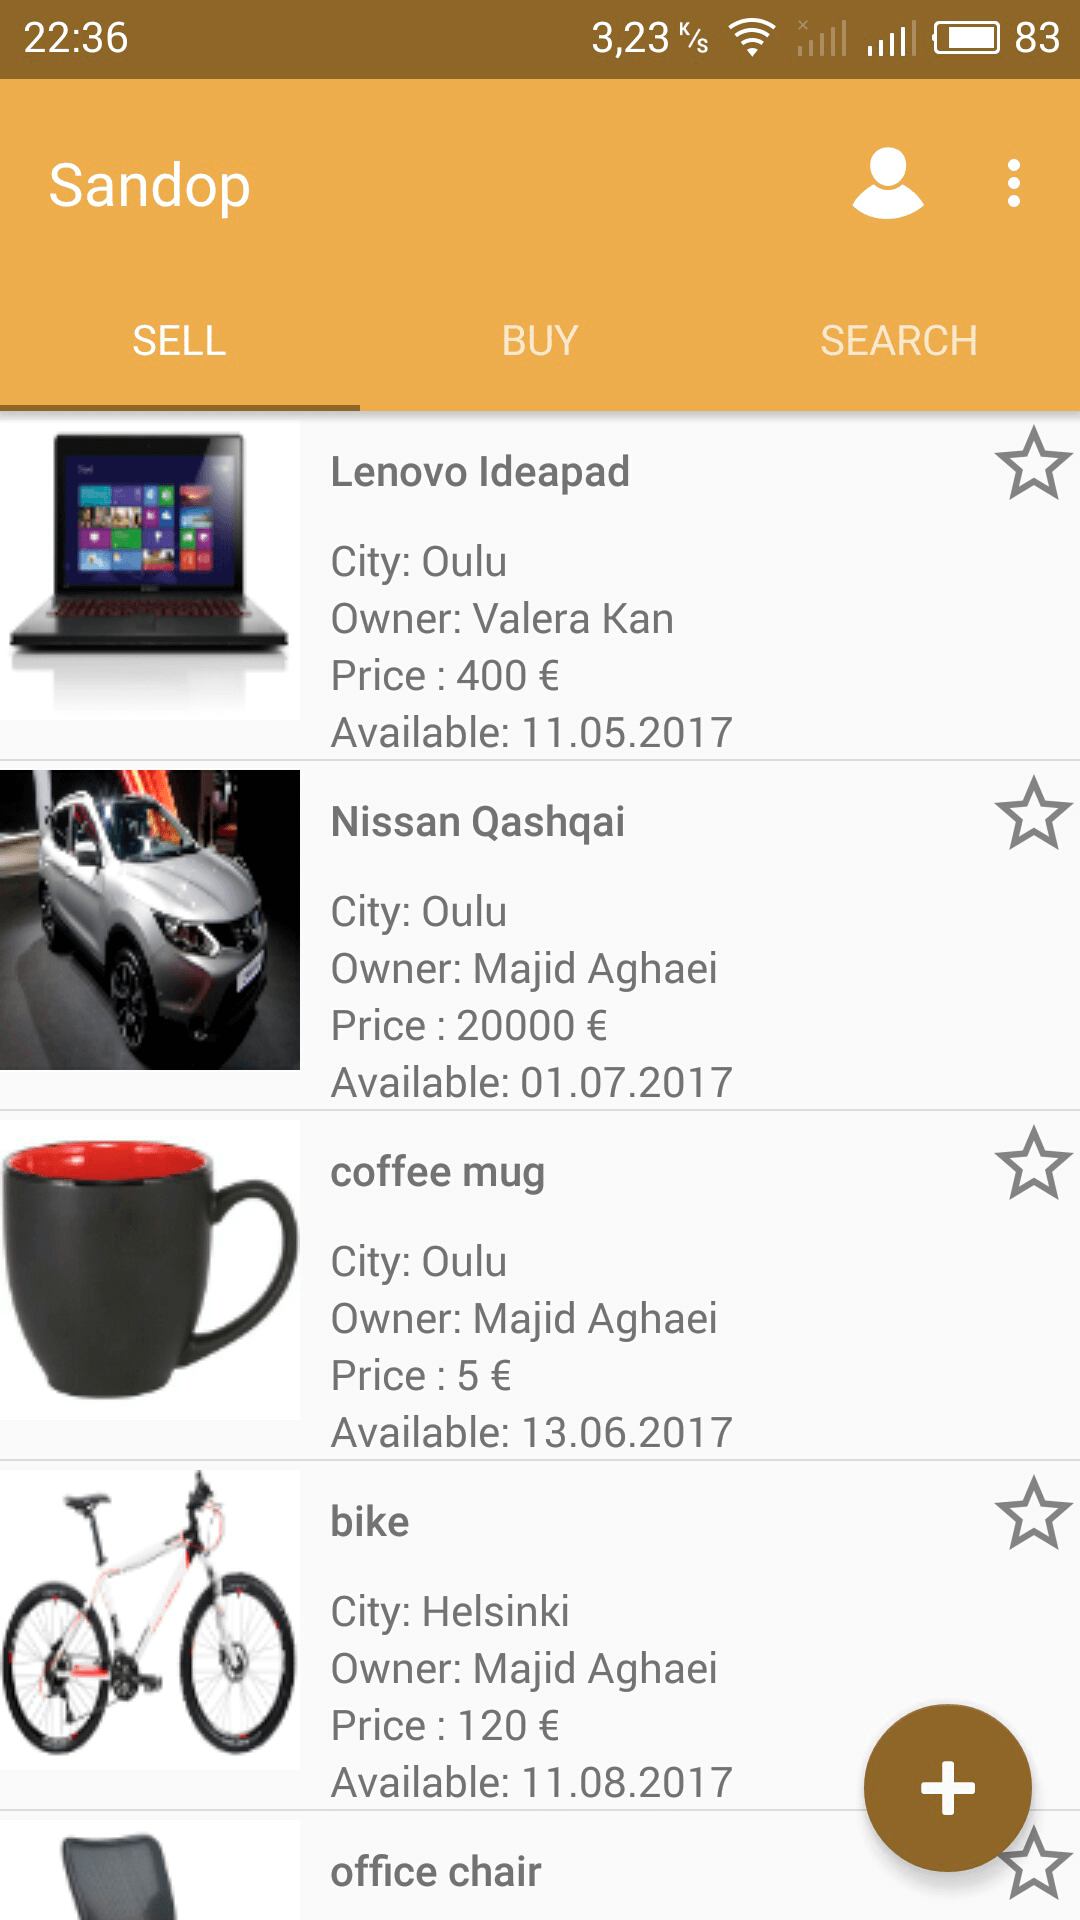 22:36 3,23 K/s 83
Sandop
SELL BUY SEARCH
Lenovo Ideapad
City: Oulu
Owner: Valera Kan
Price : 400 €
Available: 11.05.2017
Nissan Qashqai
City: Oulu
Owner: Majid Aghaei
Price : 20000 €
Available: 01.07.2017
coffee mug
City: Oulu
Owner: Majid Aghaei
Price : 5 €
Available: 13.06.2017
bike
City: Helsinki
Owner: Majid Aghaei
Price : 120 €
Available: 11.08.2017
office chair